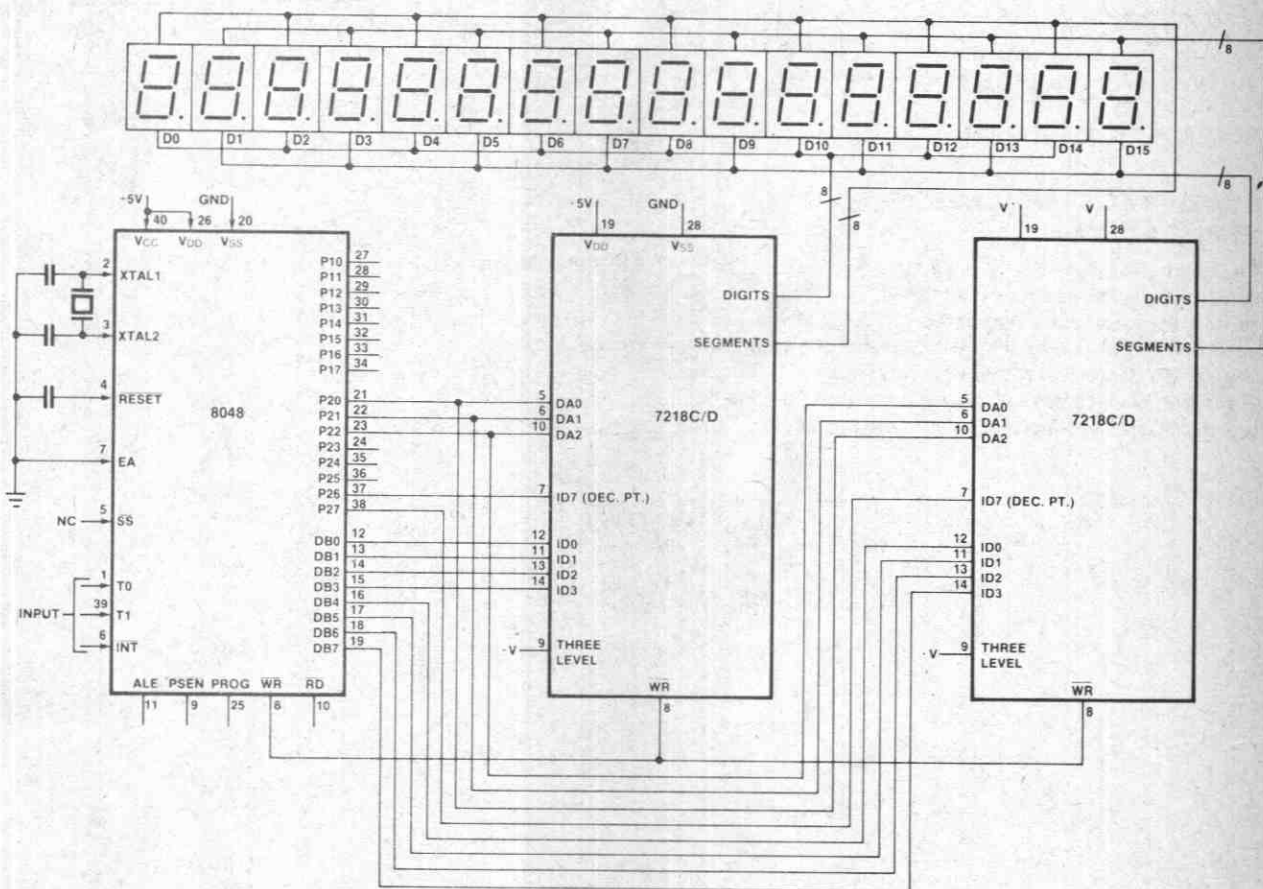 8
D0 D1 D2 D3 D4 D5 D6 D7 D8 D9 D10 D11 D12 D13 D14 D15
8
8
8
-5V GND
40 26 20
VCC VDD VSS
2 XTAL1
3 XTAL2
4 RESET
7 EA
NC 5 SS
1 T0
INPUT 39 T1
6 INT
8048
P10 27
P11 28
P12 29
P13 30
P14 31
P15 32
P16 33
P17 34
P20 21
P21 22
P22 23
P23 24
P24 35
P25 36
P26 37
P27 38
DB0 12
DB1 13
DB2 14
DB3 15
DB4 16
DB5 17
DB6 18
DB7 19
ALE PSEN PROG WR RD
11 9 25 6 10
-5V GND
19 28
VDD VSS
DIGITS
SEGMENTS
5 DA0
6 DA1
10 DA2
7218C/D
7 ID7 (DEC. PT.)
12 ID0
11 ID1
13 ID2
14 ID3
-V 9 THREE
LEVEL
WR
8
V V
19 28
DIGITS
SEGMENTS
5 DA0
6 DA1
10 DA2
7218C/D
7 ID7 (DEC. PT.)
12 ID0
11 ID1
13 ID2
14 ID3
-V 9 THREE
LEVEL
WR
8